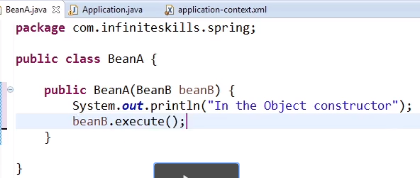 BeanA.java Application.java application-context.xml
package com.infiniteskills.spring;
public class BeanA {
public BeanA(BeanB beanB) {
System.out.println("In the Object constructor");
beanB.execute();
}
}